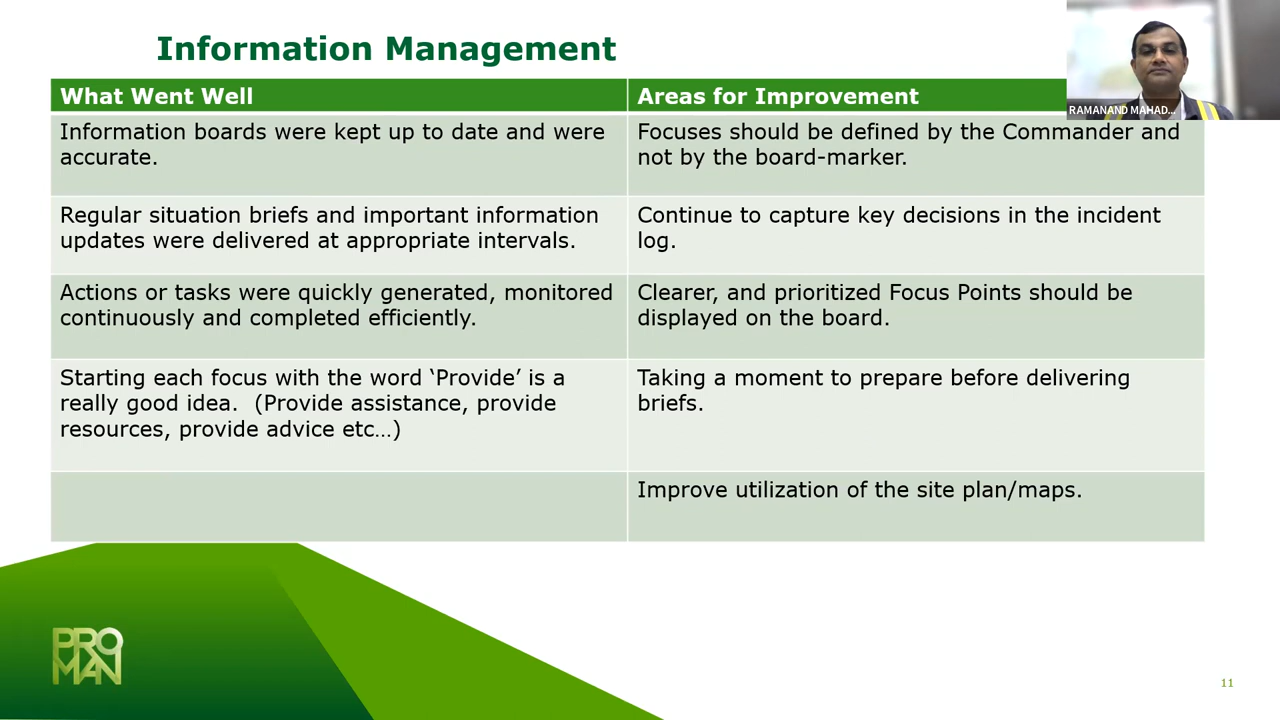 Information Management
What Went Well
Areas for Improvement
Information boards were kept up to date and were
accurate.
Focuses should be defined by the Commander and
not by the board-marker.
Regular situation briefs and important information
updates were delivered at appropriate intervals.
Continue to capture key decisions in the incident
log.
Actions or tasks were quickly generated, monitored
continuously and completed efficiently.
Clearer, and prioritized Focus Points should be
displayed on the board.
Starting each focus with the word ‘Provide’ is a
really good idea.  (Provide assistance, provide
resources, provide advice etc…)
Taking a moment to prepare before delivering
briefs.
Improve utilization of the site plan/maps.
RAMANAND MAHAD...
PRO
MAN
11